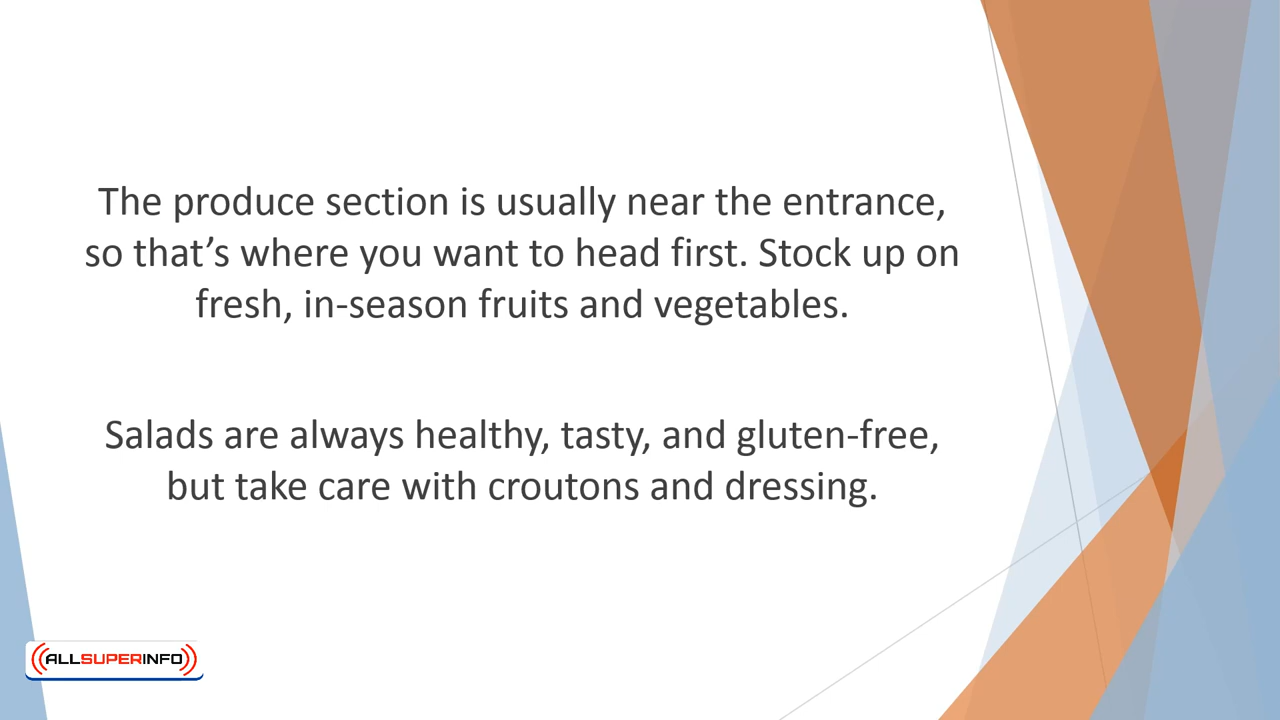 The produce section is usually near the entrance,
so that’s where you want to head first. Stock up on
fresh, in-season fruits and vegetables.
Salads are always healthy, tasty, and gluten-free,
but take care with croutons and dressing.
ALLSUPERINFO